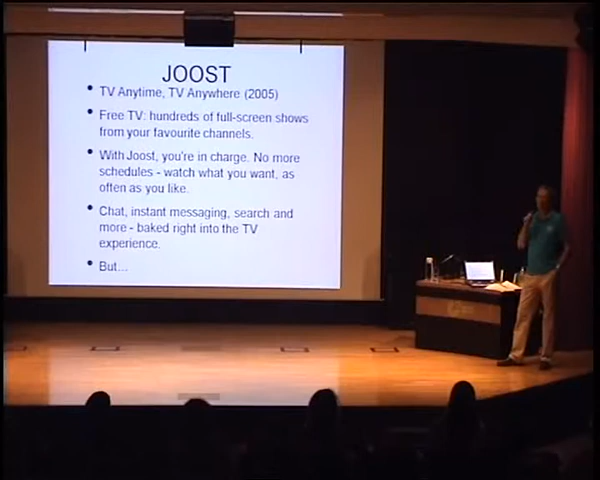 JOOST
• TV Anytime, TV Anywhere (2005)
• Free TV: hundreds of full-screen shows
from your favourite channels.
• With Joost, you're in charge. No more
schedules - watch what you want, as
often as you like.
• Chat, instant messaging, search and
more - baked right into the TV
experience.
• But...